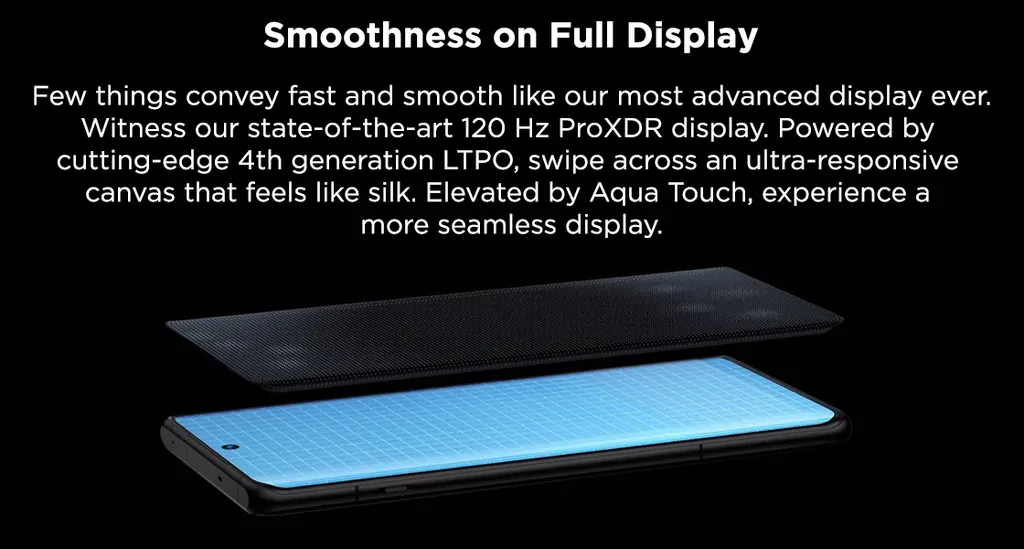 Smoothness on Full Display
Few things convey fast and smooth like our most advanced display ever.
Witness our state-of-the-art 120 Hz ProXDR display. Powered by
cutting-edge 4th generation LTPO, swipe across an ultra-responsive
canvas that feels like silk. Elevated by Aqua Touch, experience a
more seamless display.